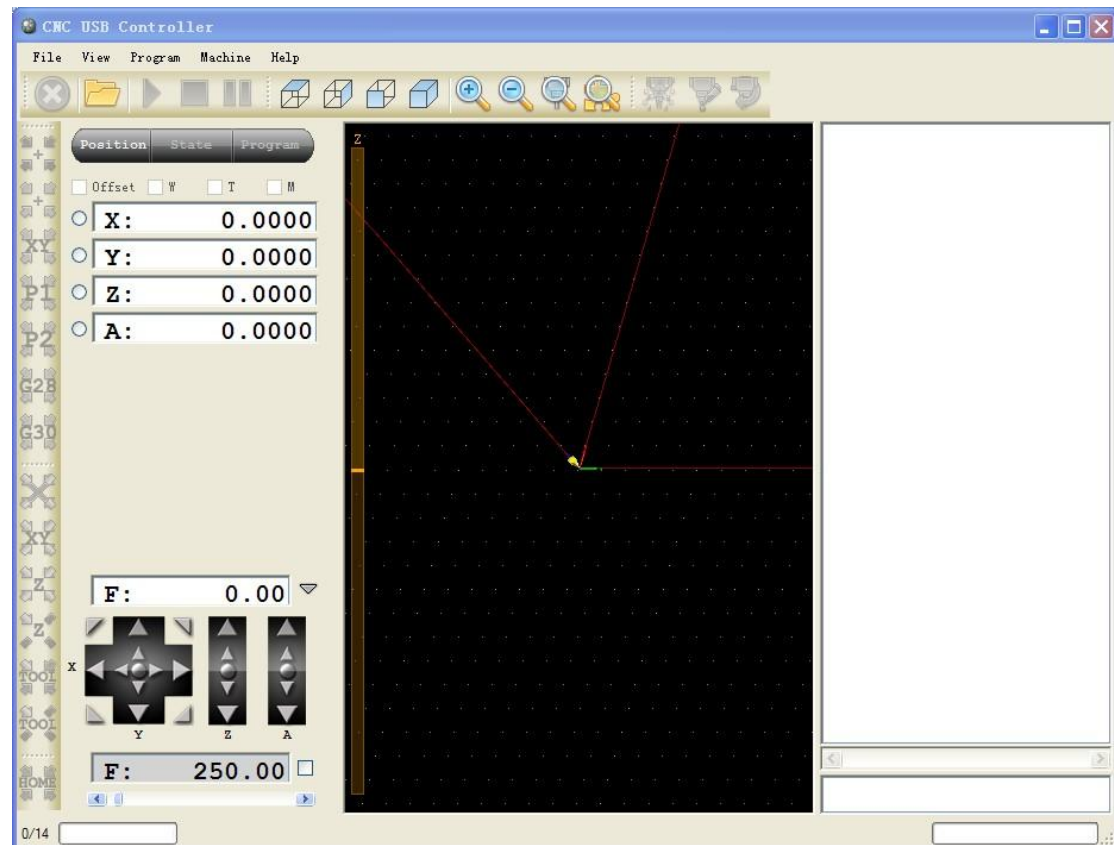 CNC USB Controller
File View Program Machine Help
Position State Program
Offset W T M
X: 0.0000
Y: 0.0000
Z: 0.0000
A: 0.0000
XY
P1
P2
G28
G30
XY
Z
Z
TOOL
TOOL
HOME
F: 0.00
X
Y Z A
F: 250.00
Z
0/14